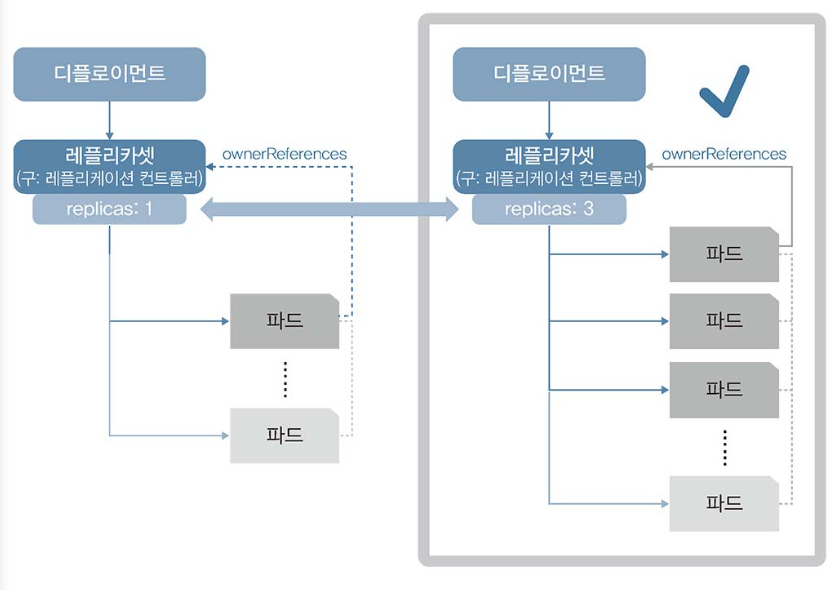 디플로이먼트
레플리카셋
(구: 레플리케이션 컨트롤러)
replicas: 1
ownerReferences
파드
파드
디플로이먼트
레플리카셋
(구: 레플리케이션 컨트롤러)
replicas: 3
ownerReferences
파드
파드
파드
파드